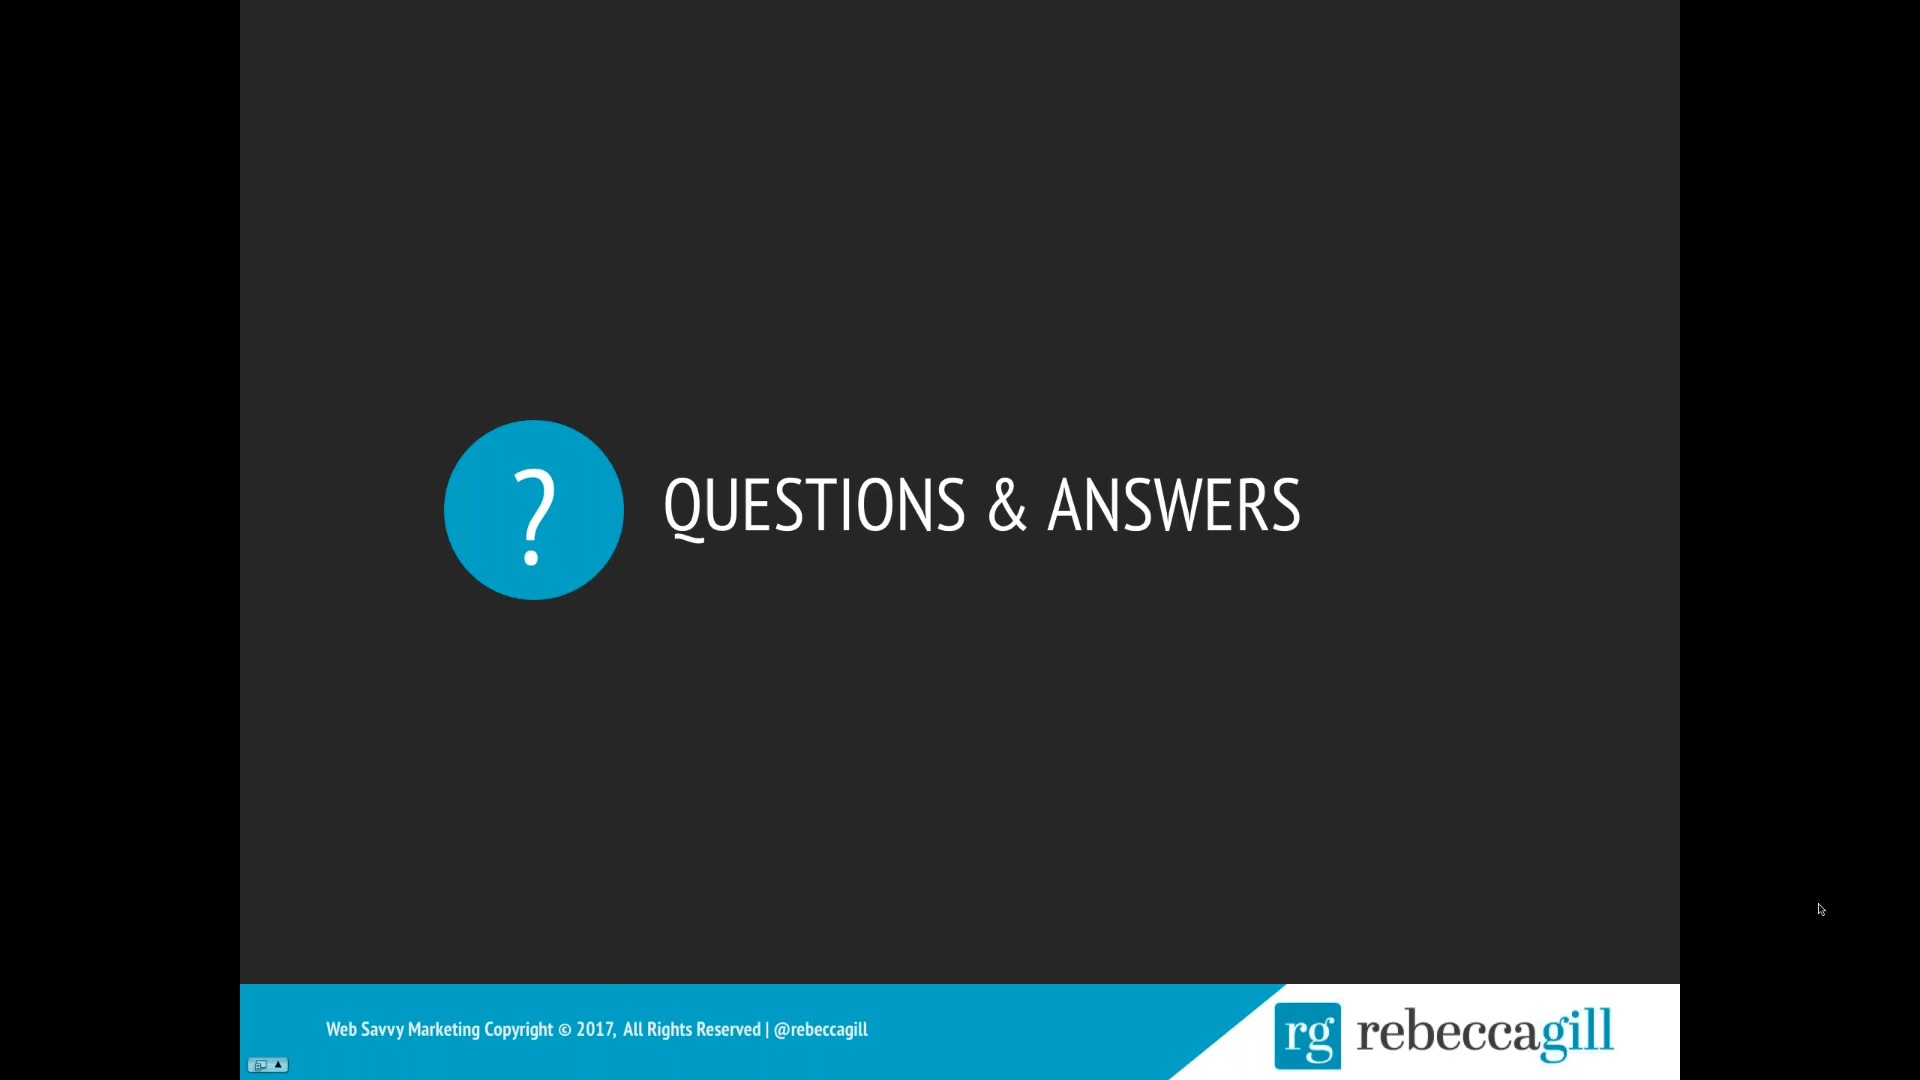 ?
QUESTIONS & ANSWERS
Web Savvy Marketing Copyright © 2017, All Rights Reserved | @rebeccagill
rg rebeccagill